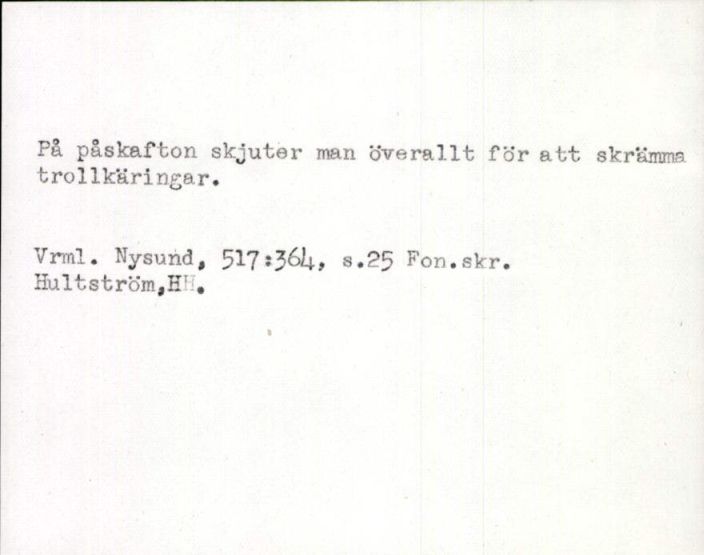 På påskafton skjuter man överallt för att skrämma
trollkäringar.
Vrml. Nysund, 517:364, s.25 Fon.skr.
Hultström,HH.